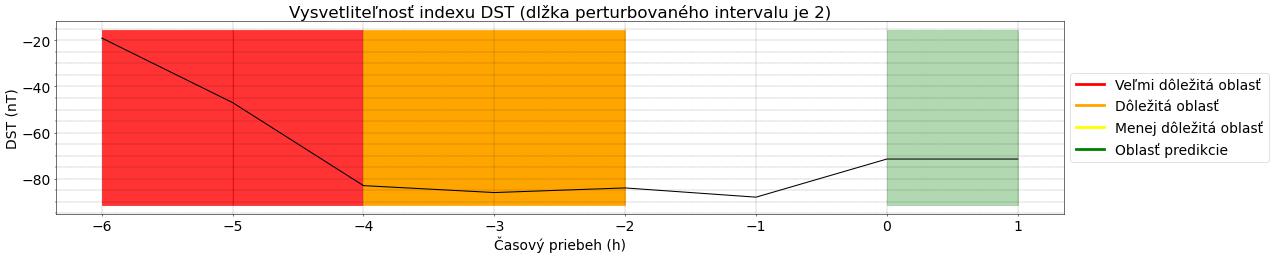 Vysvetliteľnosť indexu DST (dĺžka perturbovaného intervalu je 2)
DST (nT)
−20
−40
−60
−80
−6 −5 −4 −3 −2 −1 0 1
Časový priebeh (h)
Veľmi dôležitá oblasť
Dôležitá oblasť
Menej dôležitá oblasť
Oblasť predikcie